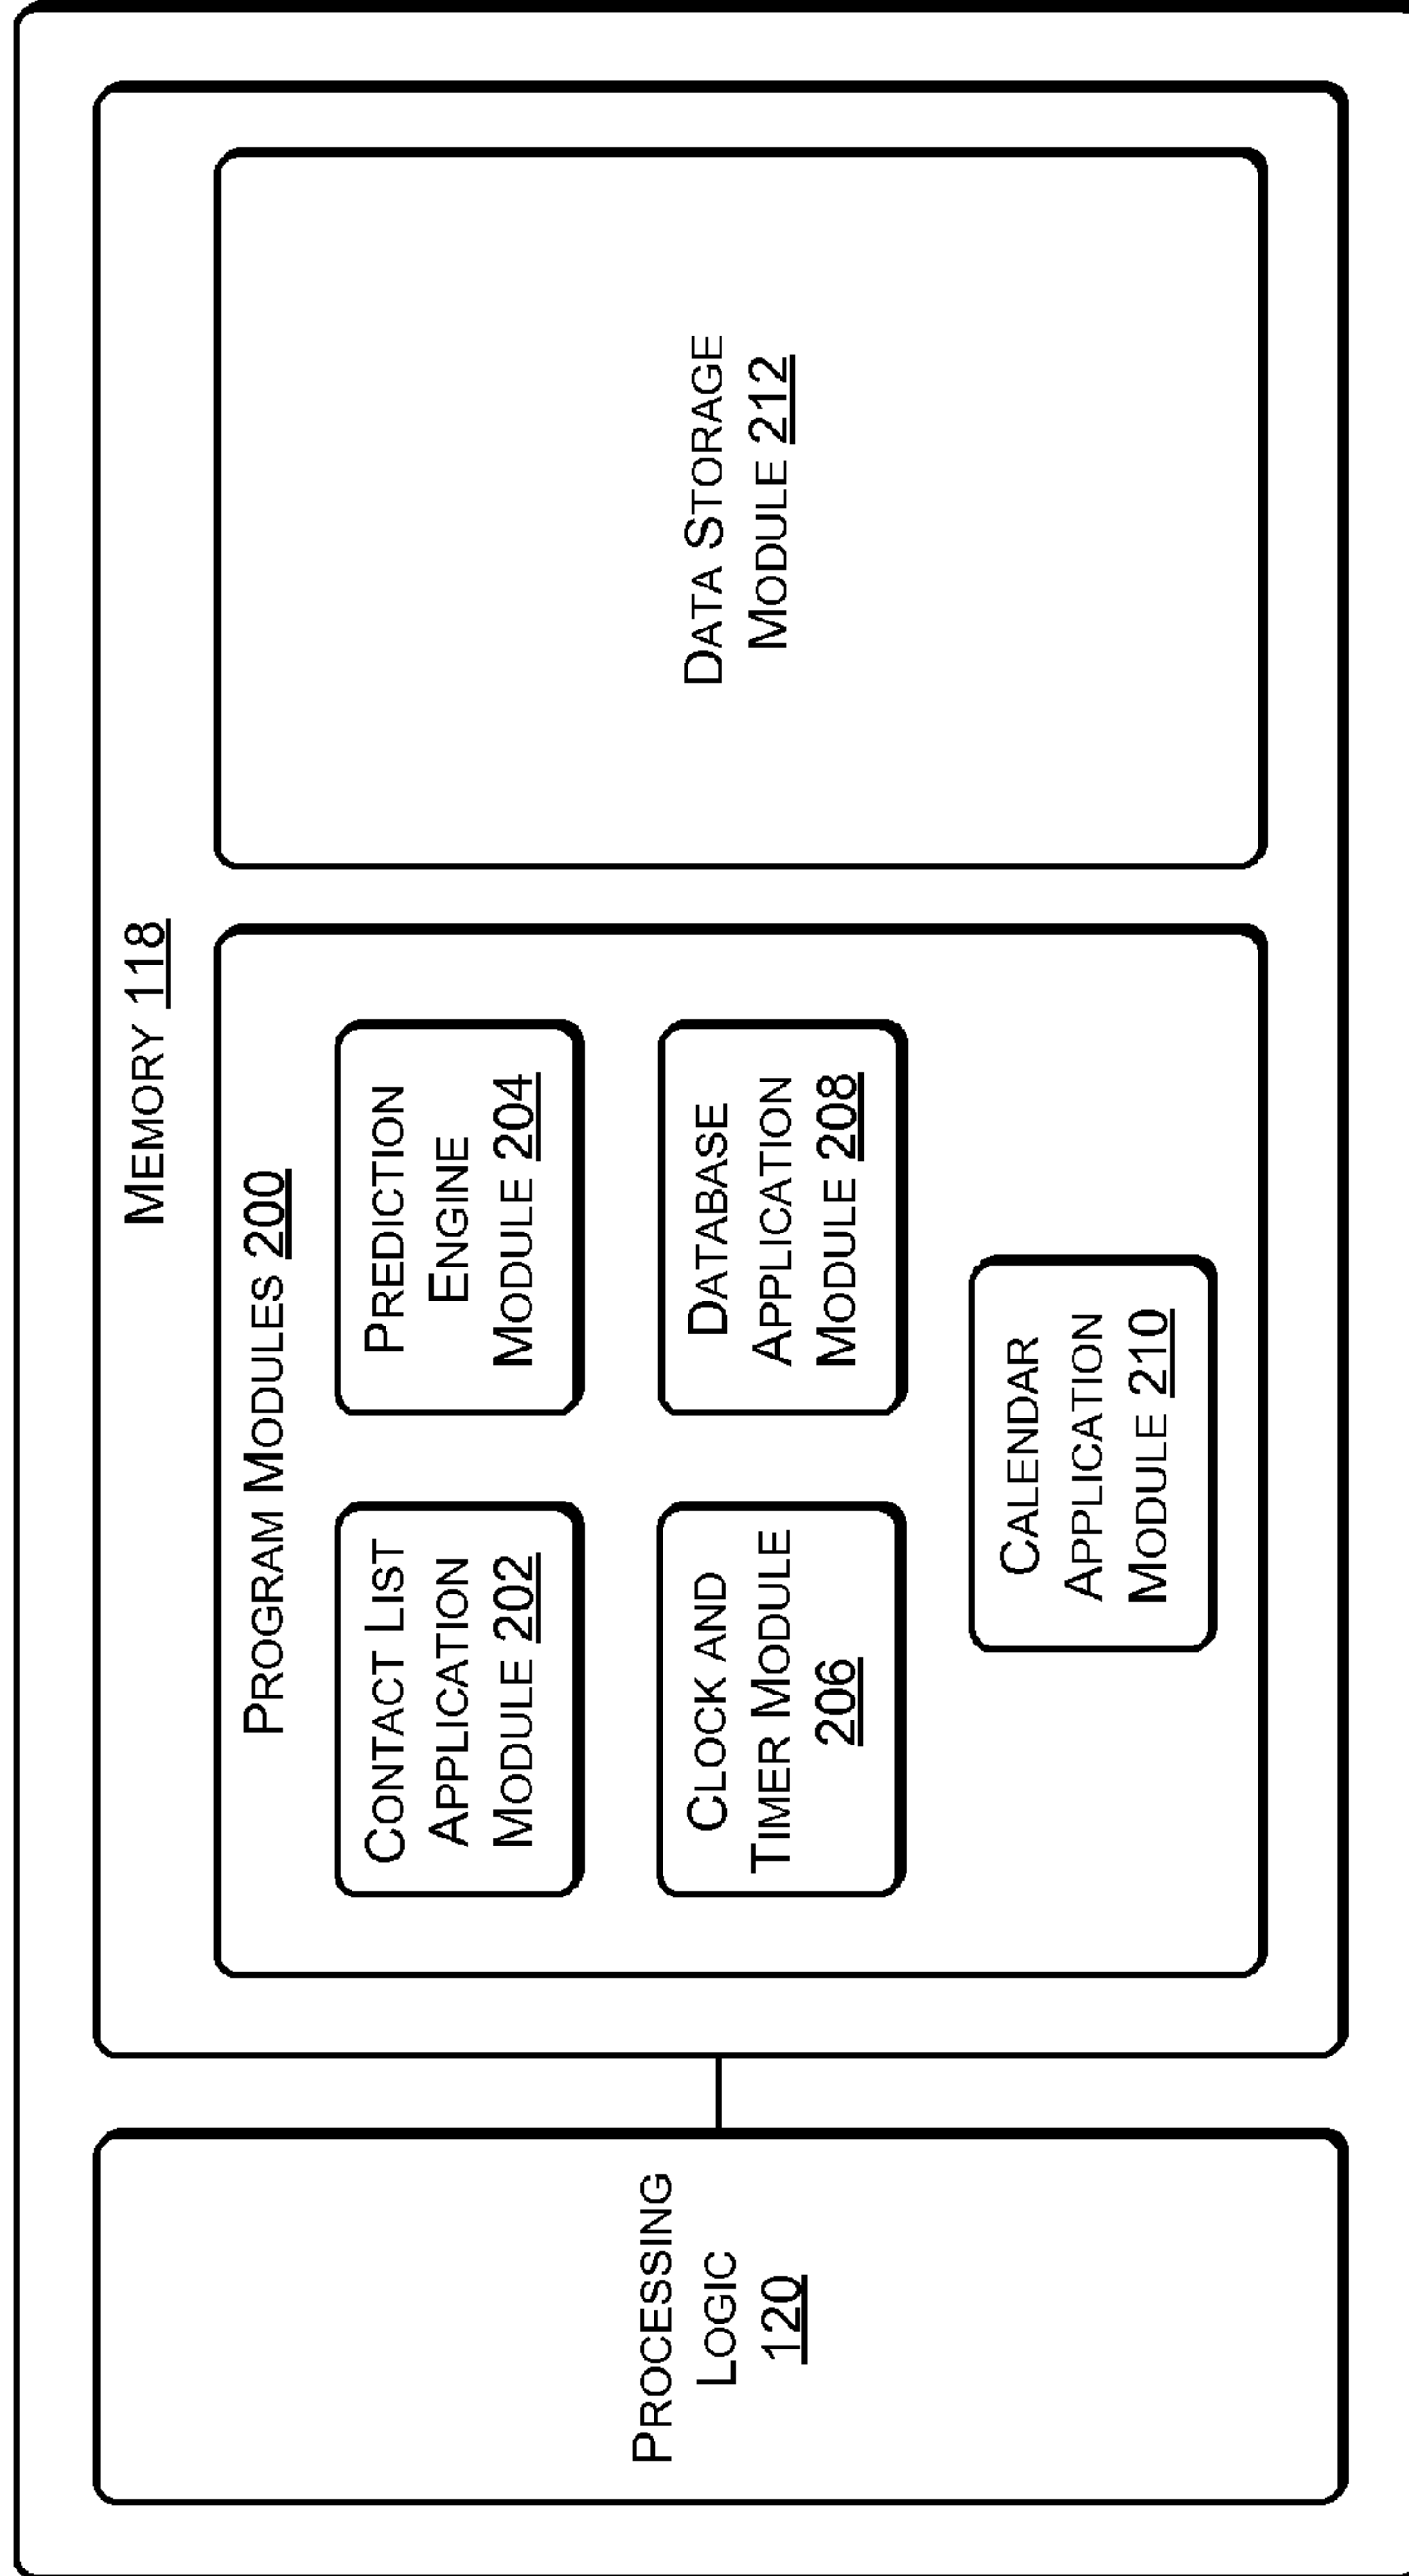 PROCESSING
LOGIC
120
MEMORY 118
PROGRAM MODULES 200
CONTACT LIST
APPLICATION
MODULE 202
PREDICTION
ENGINE
MODULE 204
CLOCK AND
TIMER MODULE
206
DATABASE
APPLICATION
MODULE 208
CALENDAR
APPLICATION
MODULE 210
DATA STORAGE
MODULE 212